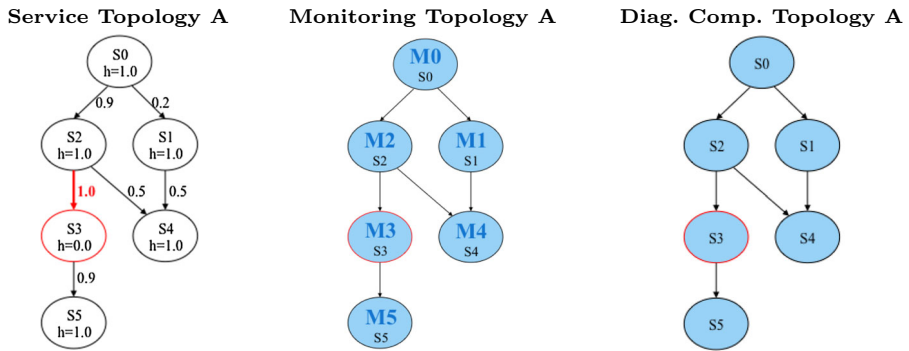 Service Topology A
S0
h=1.0
0.9
0.2
S2
h=1.0
S1
h=1.0
1.0
0.5
0.5
S3
h=0.0
S4
h=1.0
0.9
S5
h=1.0
Monitoring Topology A
M0
S0
M2
S2
M1
S1
M3
S3
M4
S4
M5
S5
Diag. Comp. Topology A
S0
S2
S1
S3
S4
S5